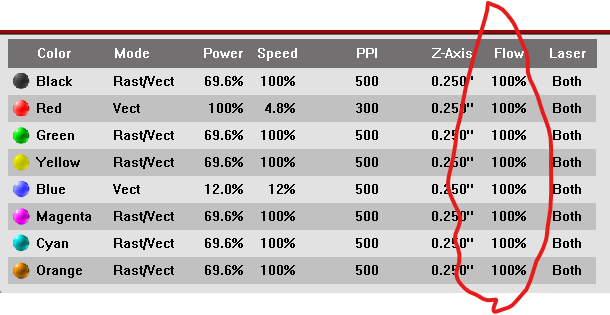 Color Mode Power Speed PPI Z-Axis Flow Laser
Black Rast/Vect 69.6% 100% 500 0.250" 100% Both
Red Vect 100% 4.8% 300 0.250" 100% Both
Green Rast/Vect 69.6% 100% 500 0.250" 100% Both
Yellow Rast/Vect 69.6% 100% 500 0.250" 100% Both
Blue Vect 12.0% 12% 500 0.250" 100% Both
Magenta Rast/Vect 69.6% 100% 500 0.250" 100% Both
Cyan Rast/Vect 69.6% 100% 500 0.250" 100% Both
Orange Rast/Vect 69.6% 100% 500 0.250" 100% Both